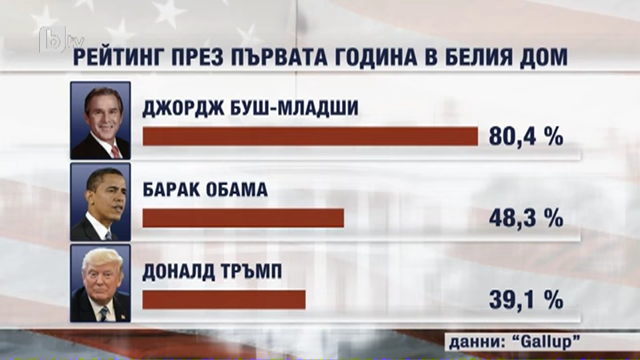 btv
РЕЙТИНГ ПРЕЗ ПЪРВАТА ГОДИНА В БЕЛИЯ ДОМ
ДЖОРДЖ БУШ-МЛАДШИ
80,4 %
БАРАК ОБАМА
48,3 %
ДОНАЛД ТРЪМП
39,1 %
данни: “Gallup”